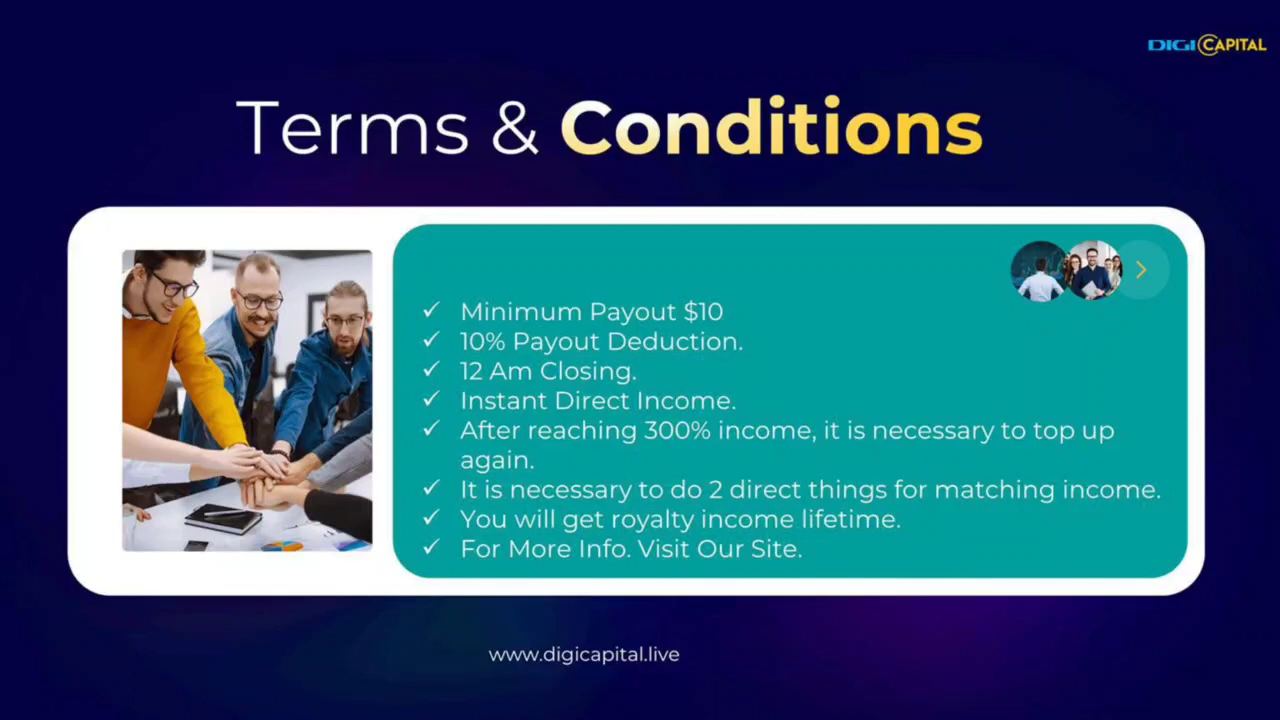 DIGI CAPITAL
Terms & Conditions
✓ Minimum Payout $10
✓ 10% Payout Deduction.
✓ 12 Am Closing.
✓ Instant Direct Income.
✓ After reaching 300% income, it is necessary to top up
again.
✓ It is necessary to do 2 direct things for matching income.
✓ You will get royalty income lifetime.
✓ For More Info. Visit Our Site.
www.digicapital.live